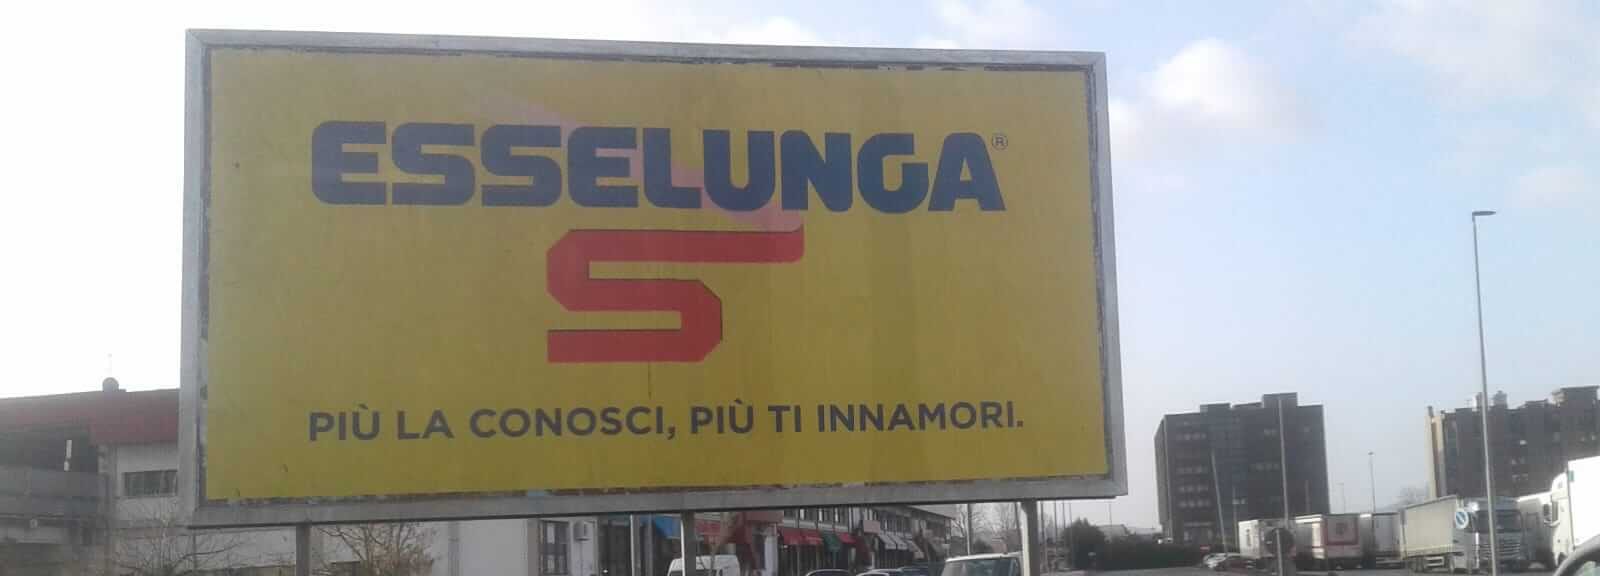 ESSELUNGA®
S
PIÙ LA CONOSCI, PIÙ TI INNAMORI.